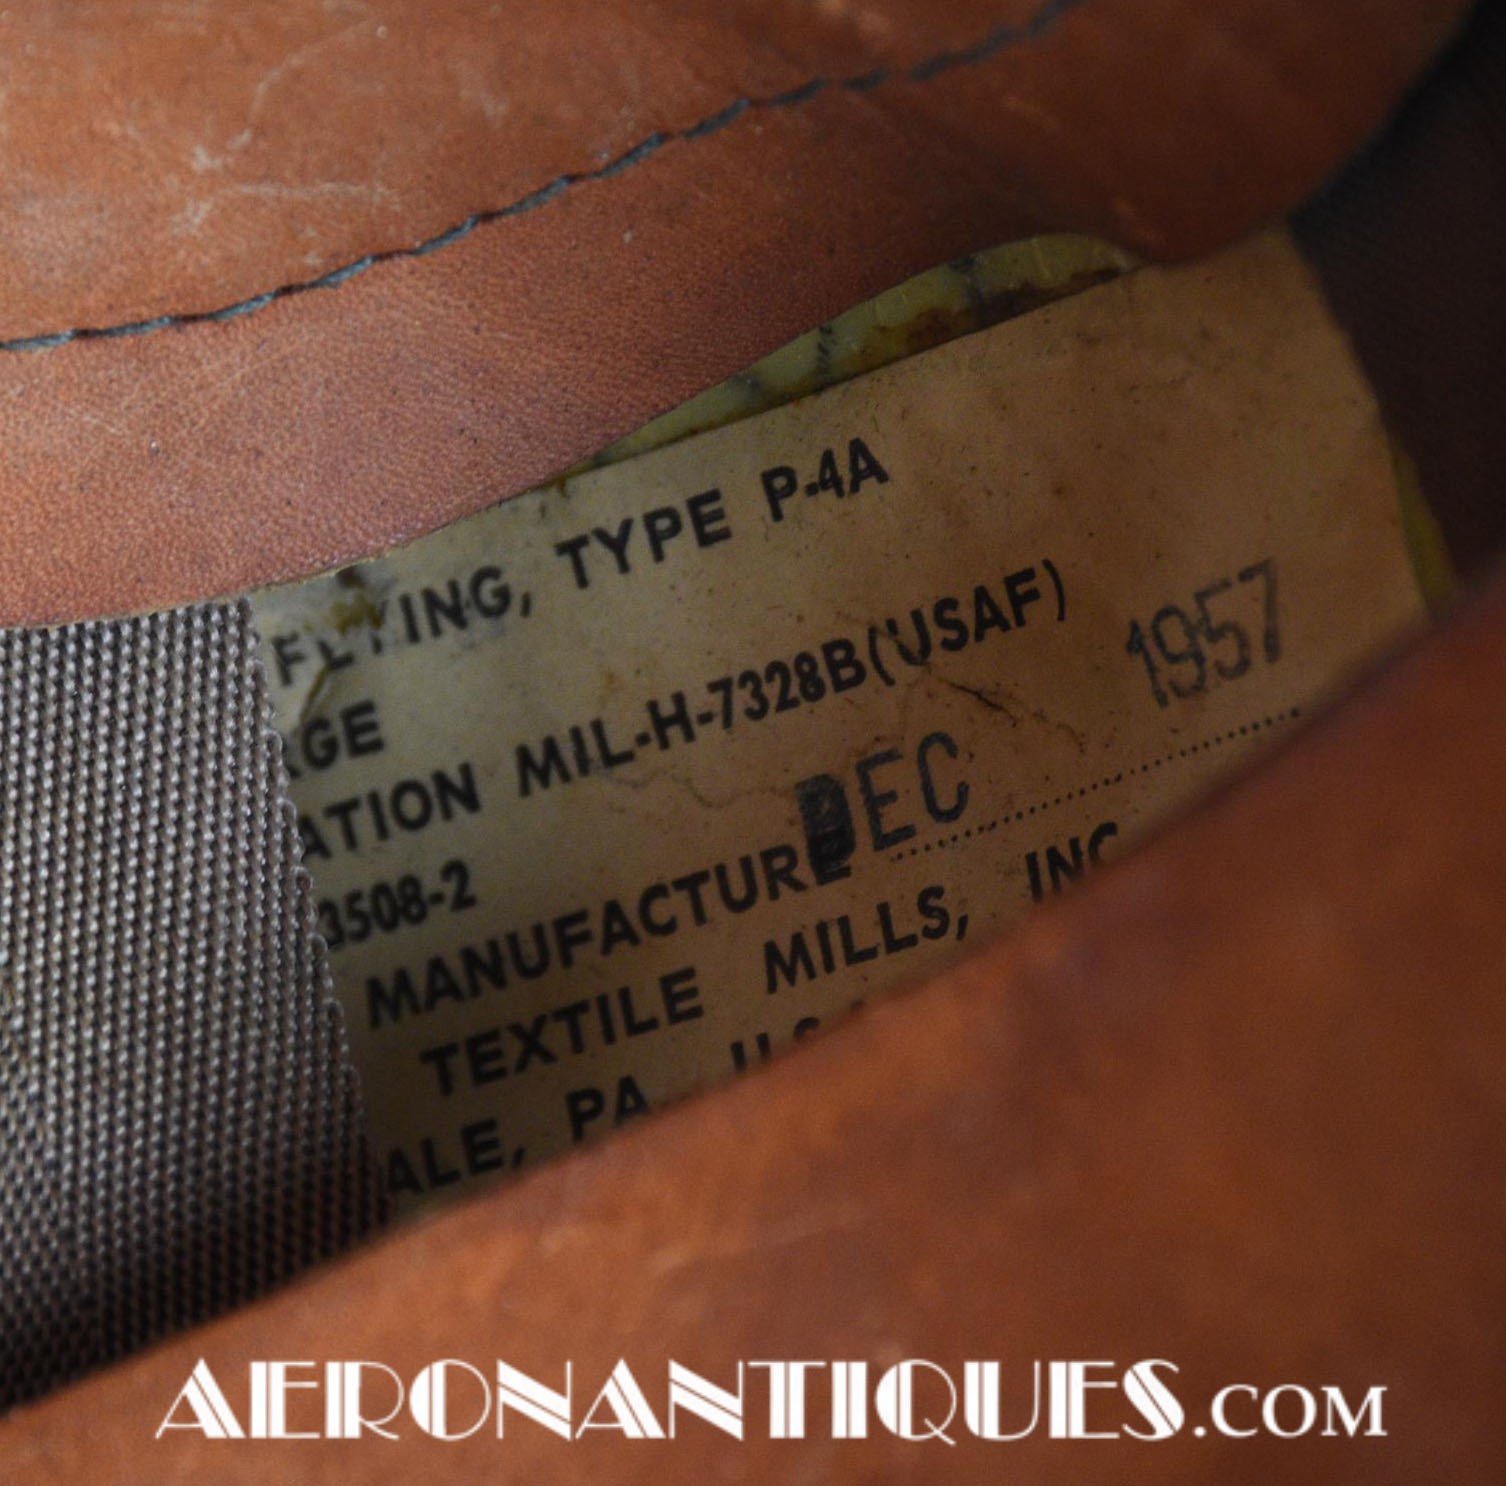 FLYING, TYPE P-4A
RGE
ATION MIL-H-7328B(USAF)
3508-2
MANUFACTURE DEC 1957
TEXTILE MILLS, INC
ALE, PA. U.S.A
AERONANTIQUES.COM